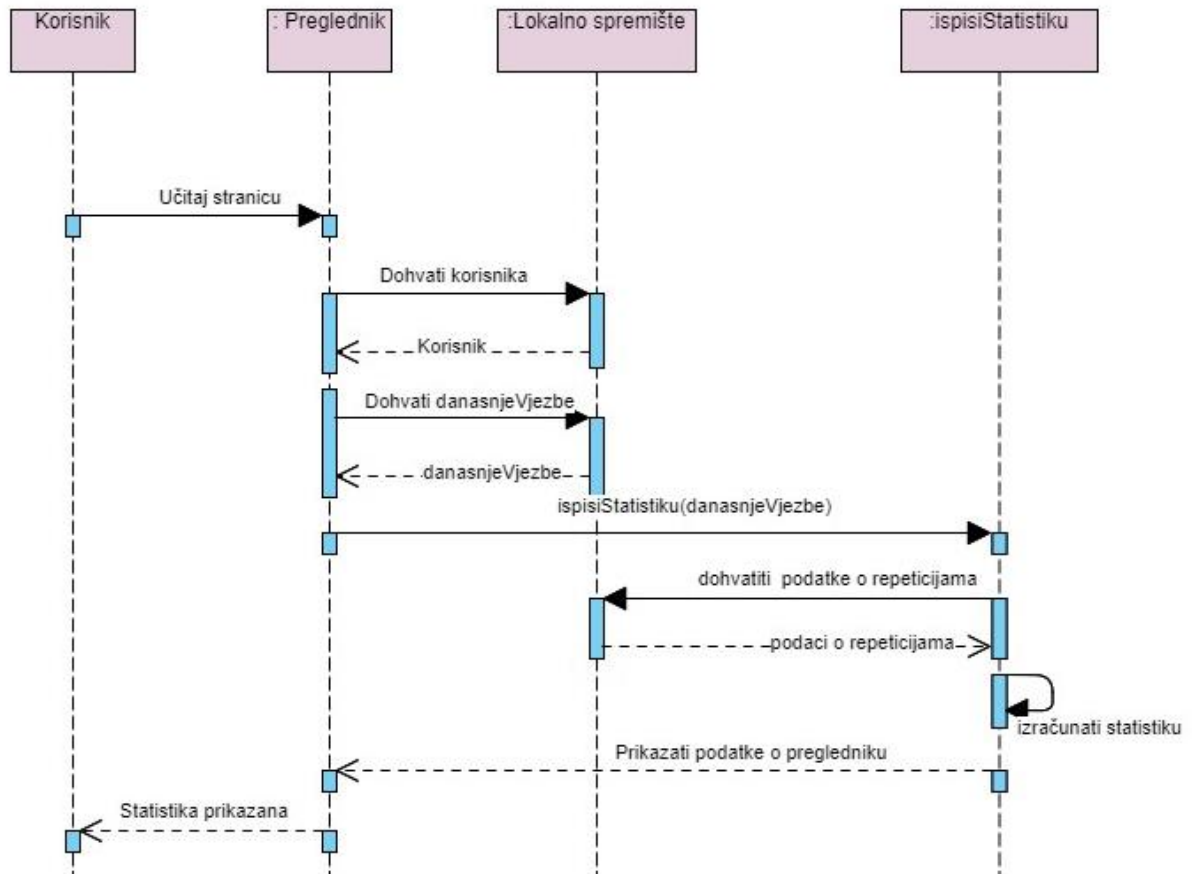 Korisnik
: Preglednik
:Lokalno spremište
:ispisiStatistiku
Učitaj stranicu
Dohvati korisnika
Korisnik
Dohvati danasnjeVjezbe
danasnjeVjezbe
ispisiStatistiku(danasnjeVjezbe)
dohvatiti podatke o repeticijama
podaci o repeticijama
izračunati statistiku
Prikazati podatke o pregledniku
Statistika prikazana